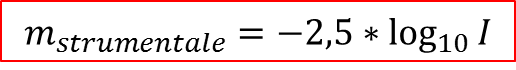 m_strumentale = −2,5 * log₁₀ I